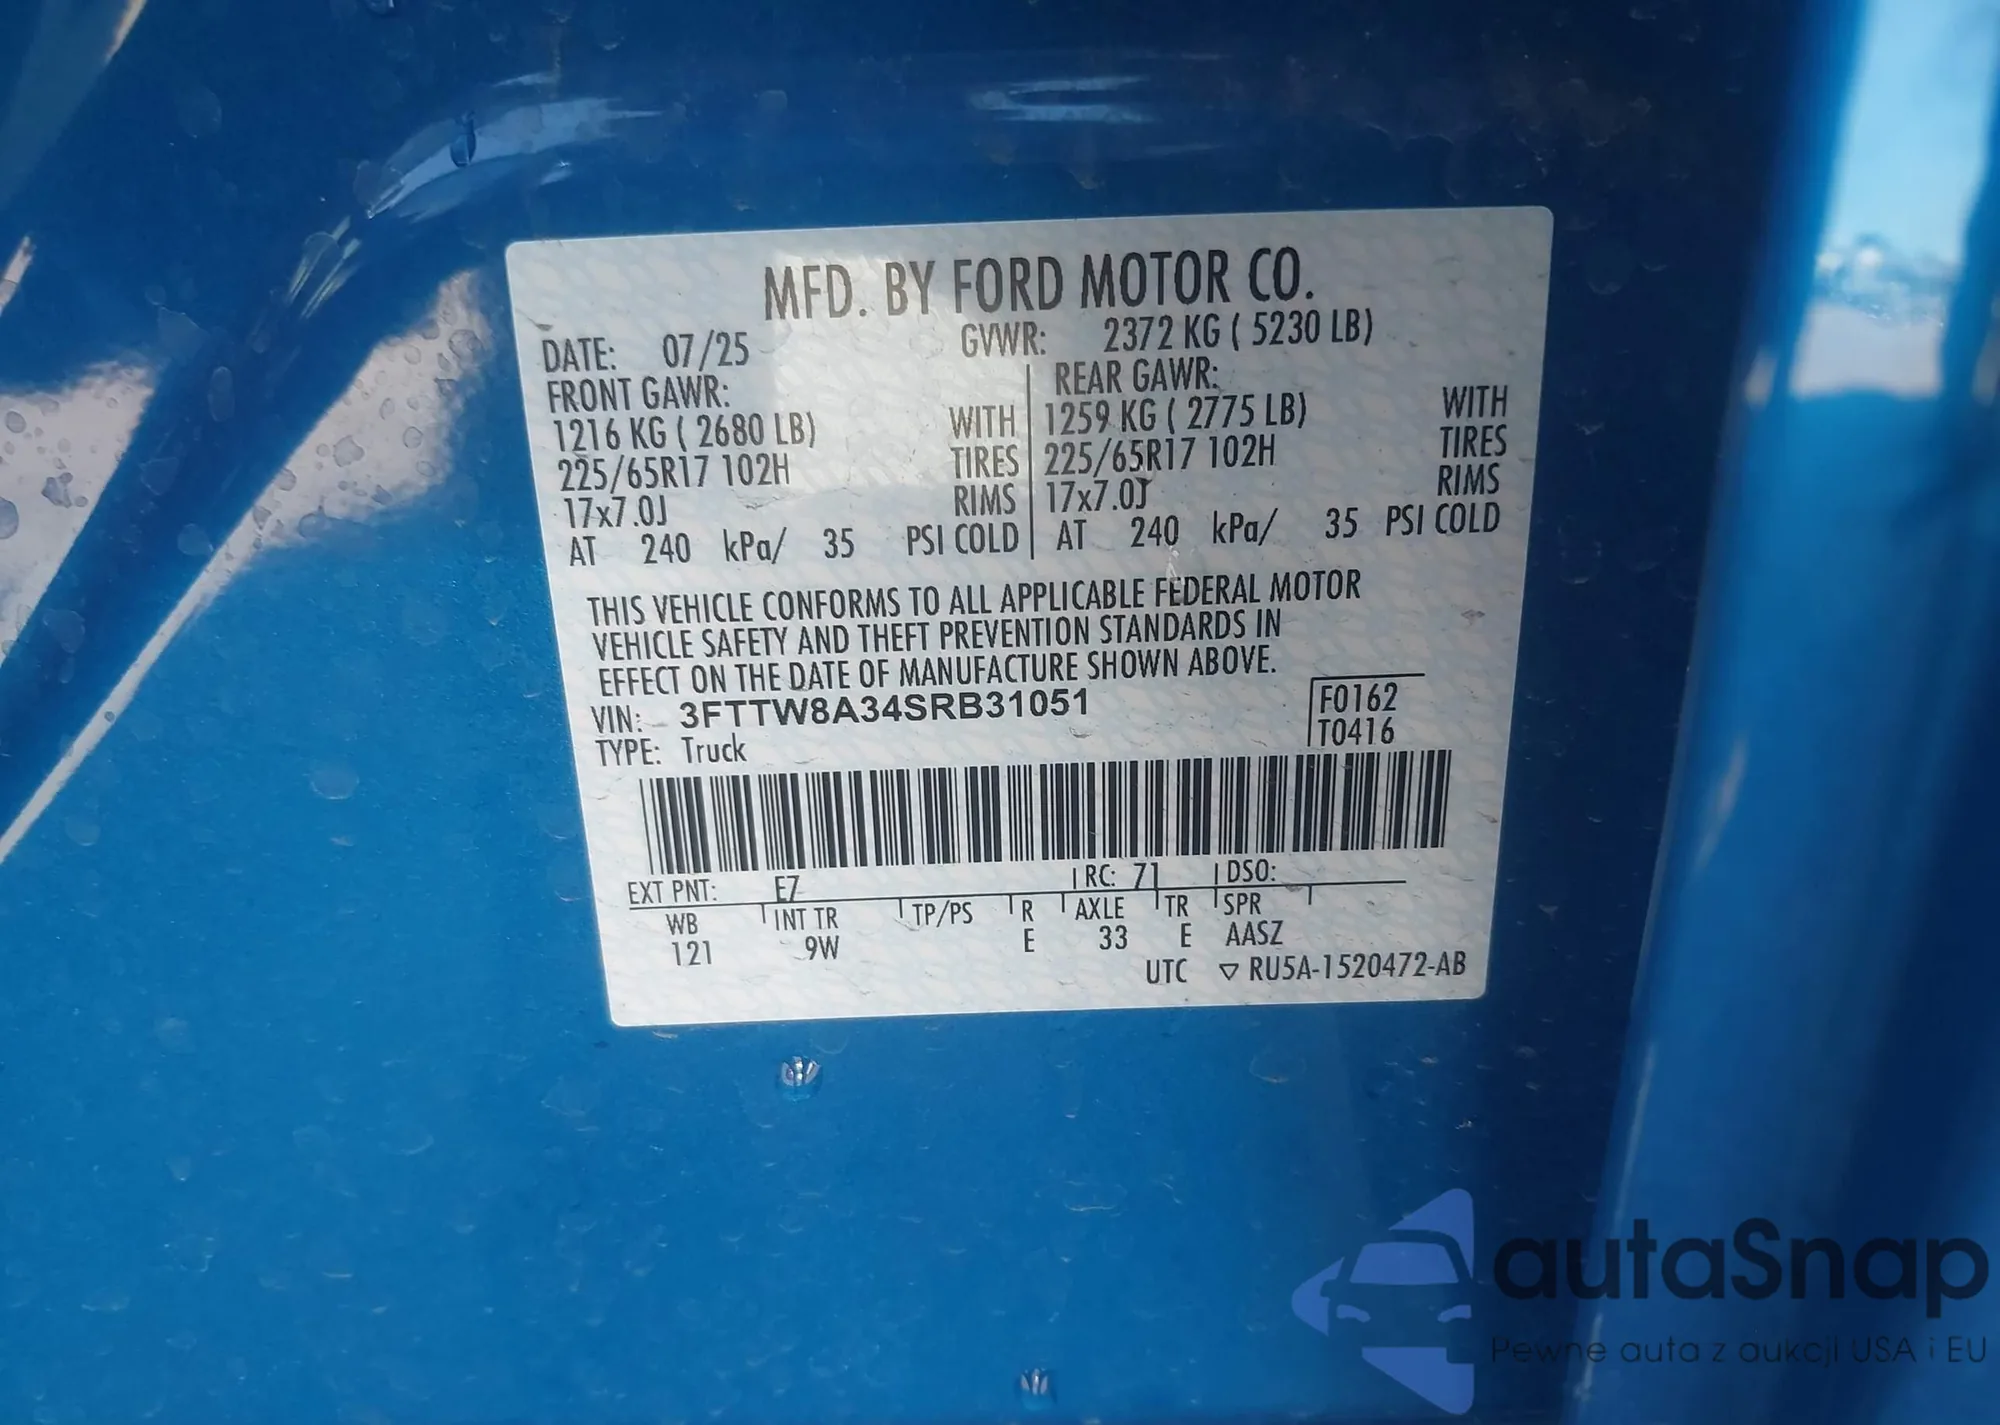 MFD. BY FORD MOTOR CO.
DATE: 07/25 GVWR: 2372 KG ( 5230 LB)
FRONT GAWR: REAR GAWR:
1216 KG ( 2680 LB) WITH 1259 KG ( 2775 LB) WITH
225/65R17 102H TIRES 225/65R17 102H TIRES
17x7.0J RIMS 17x7.0J RIMS
AT 240 kPa/ 35 PSI COLD AT 240 kPa/ 35 PSI COLD
THIS VEHICLE CONFORMS TO ALL APPLICABLE FEDERAL MOTOR
VEHICLE SAFETY AND THEFT PREVENTION STANDARDS IN
EFFECT ON THE DATE OF MANUFACTURE SHOWN ABOVE.
VIN: 3FTTW8A34SRB31051 F0162
TYPE: Truck T0416
EXT PNT: EZ RC: 71 DSO:
WB INT TR TP/PS R AXLE TR SPR
121 9W E 33 E AASZ
UTC ▽ RU5A-1520472-AB
autaSnap
Pewne auta z aukcji USA i EU